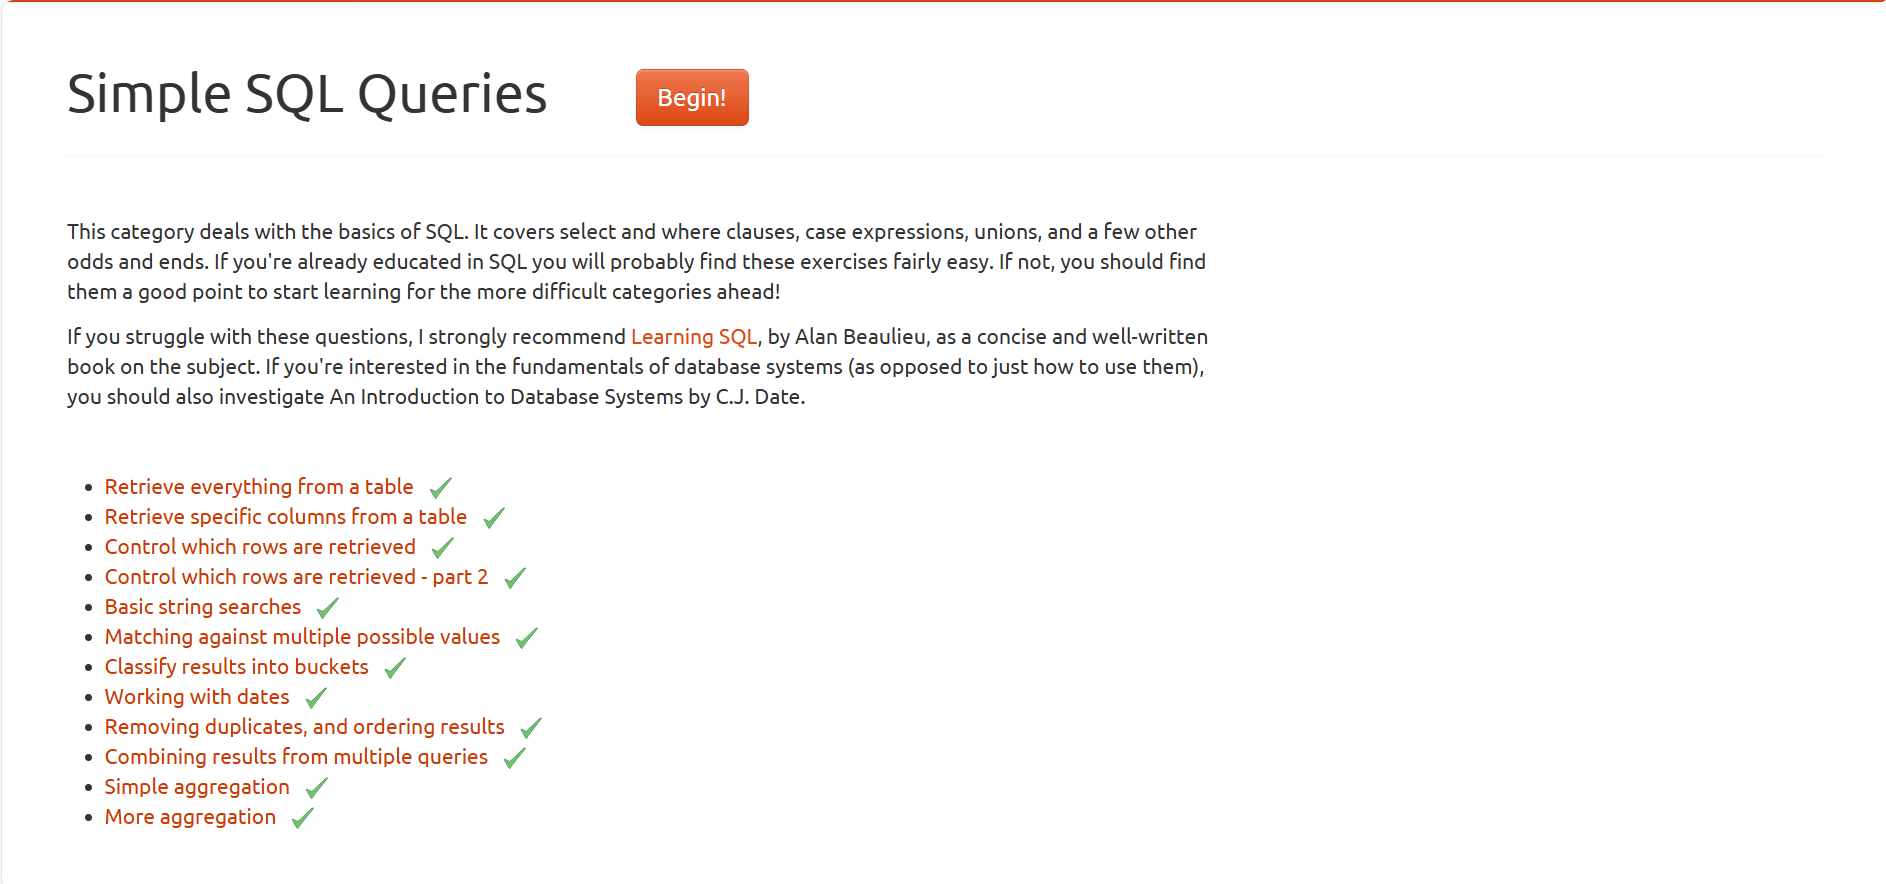 Simple SQL Queries
Begin!
This category deals with the basics of SQL. It covers select and where clauses, case expressions, unions, and a few other
odds and ends. If you're already educated in SQL you will probably find these exercises fairly easy. If not, you should find
them a good point to start learning for the more difficult categories ahead!
If you struggle with these questions, I strongly recommend Learning SQL, by Alan Beaulieu, as a concise and well-written
book on the subject. If you're interested in the fundamentals of database systems (as opposed to just how to use them),
you should also investigate An Introduction to Database Systems by C.J. Date.
Retrieve everything from a table
Retrieve specific columns from a table
Control which rows are retrieved
Control which rows are retrieved - part 2
Basic string searches
Matching against multiple possible values
Classify results into buckets
Working with dates
Removing duplicates, and ordering results
Combining results from multiple queries
Simple aggregation
More aggregation